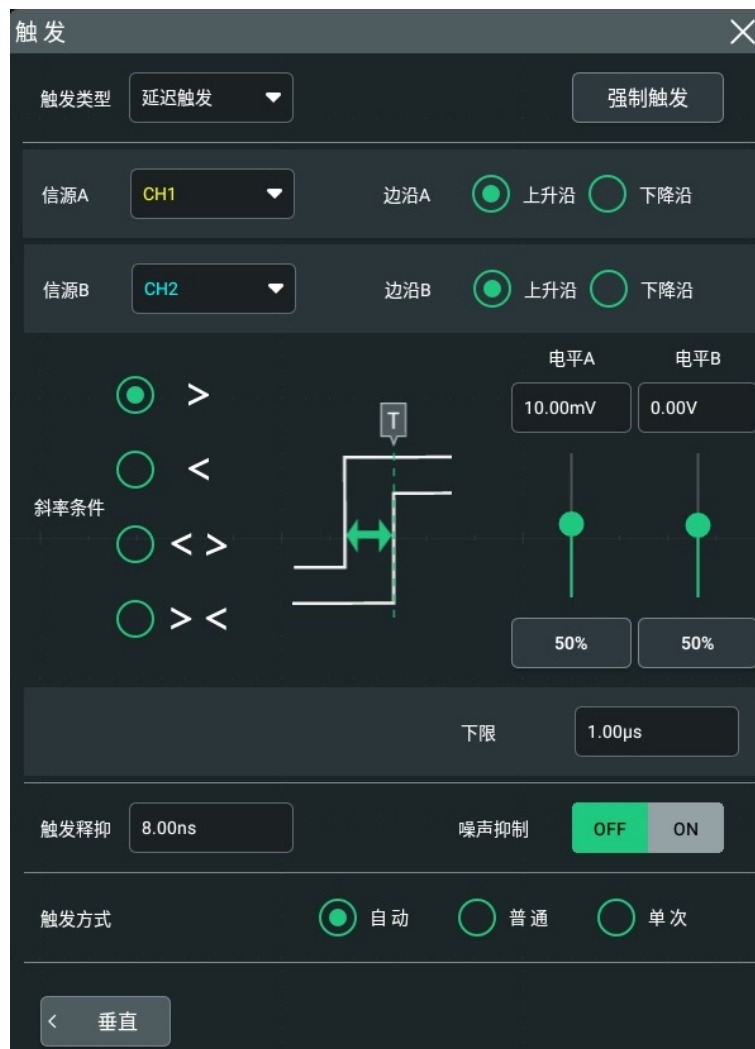 触发
触发类型 延迟触发 强制触发
信源A CH1 边沿A 上升沿 下降沿
信源B CH2 边沿B 上升沿 下降沿
电平A 电平B
>
10.00mV 0.00V
T
<
斜率条件
< >
> <
50% 50%
下限 1.00μs
触发释抑 8.00ns 噪声抑制 OFF ON
触发方式 自动 普通 单次
< 垂直